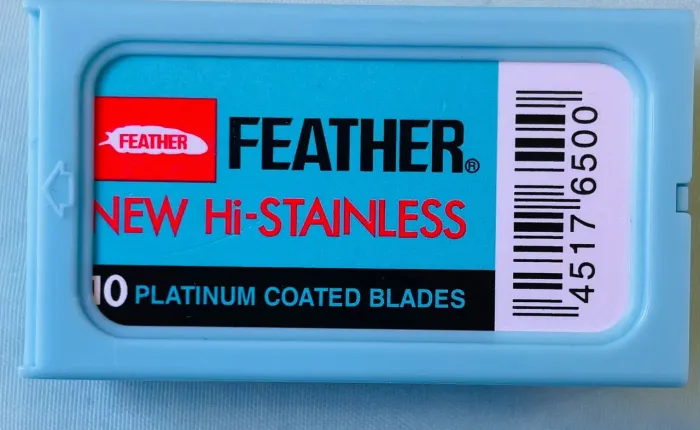 FEATHER
FEATHER®
NEW Hi-STAINLESS
10 PLATINUM COATED BLADES
4517 6500